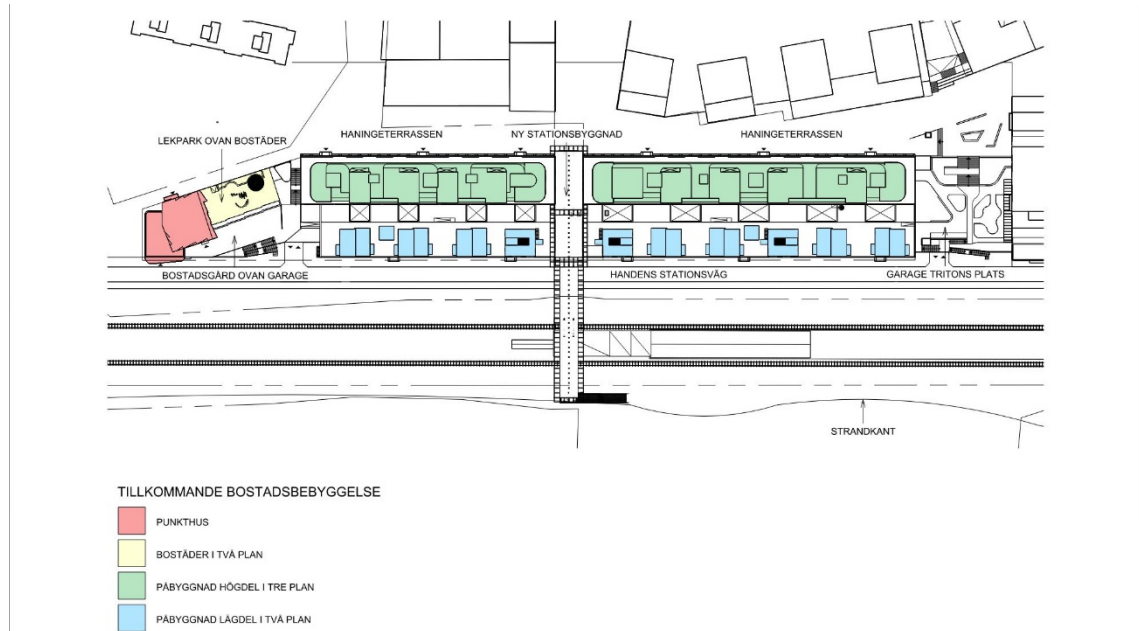 LEKPARK OVAN BOSTÄDER
HANINGETERRASSEN
NY STATIONSBYGGNAD
HANINGETERRASSEN
BOSTADSGÅRD OVAN GARAGE
HANDENS STATIONSVÄG
GARAGE TRITONS PLATS
STRANDKANT
TILLKOMMANDE BOSTADSBEBYGGELSE
PUNKTHUS
BOSTÄDER I TVÅ PLAN
PÅBYGGNAD HÖGDEL I TRE PLAN
PÅBYGGNAD LÅGDEL I TVÅ PLAN